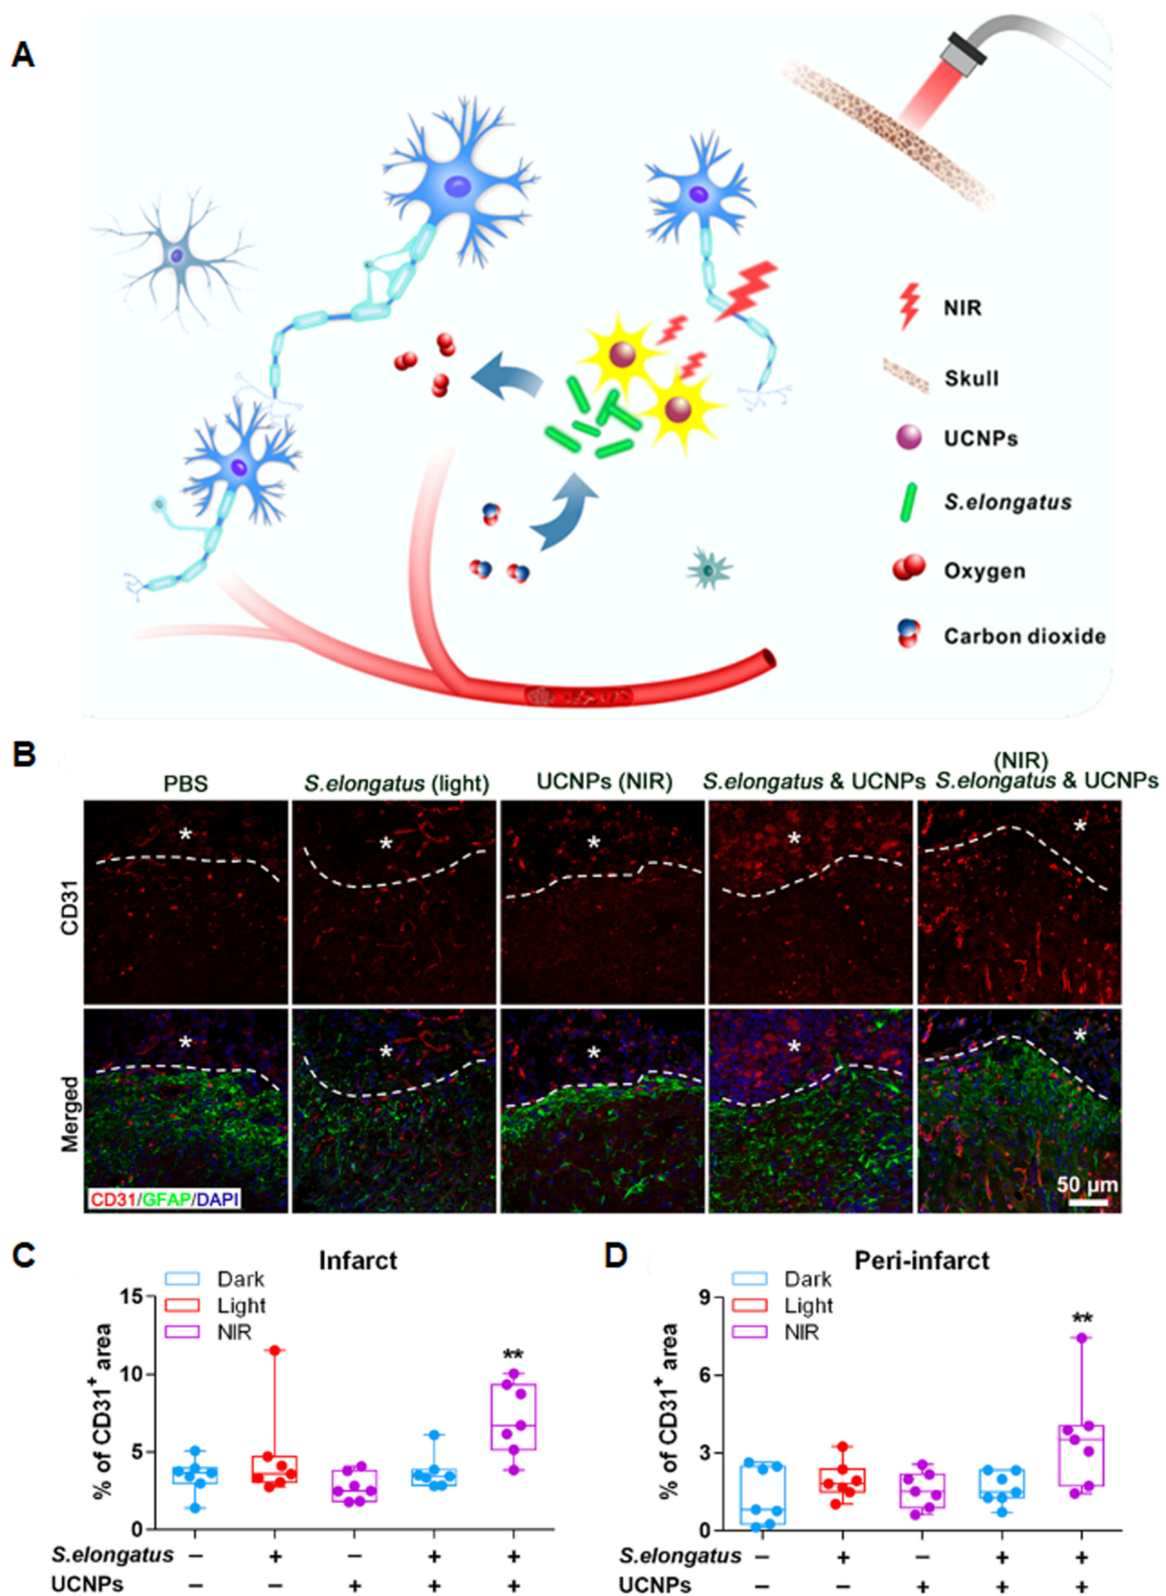 A
NIR
Skull
UCNPs
S.elongatus
Oxygen
Carbon dioxide
B
PBS
S.elongatus (light)
UCNPs (NIR)
S.elongatus & UCNPs
(NIR)
S.elongatus & UCNPs
CD31
*
*
*
*
*
Merged
*
*
*
*
*
CD31/GFAP/DAPI
50 µm
C
Infarct
Dark
Light
NIR
% of CD31+ area
15
10
5
0
**
S.elongatus – + – + +
UCNPs – – + + +
D
Peri-infarct
Dark
Light
NIR
% of CD31+ area
9
6
3
0
**
S.elongatus – + – + +
UCNPs – – + + +